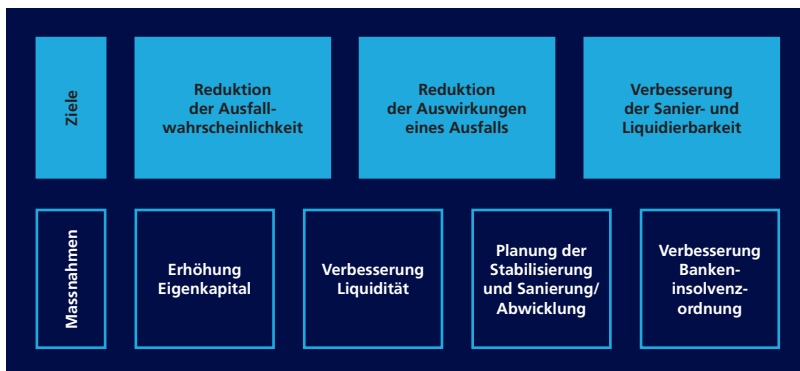 Ziele
Reduktion
der Ausfall-
wahrscheinlichkeit
Reduktion
der Auswirkungen
eines Ausfalls
Verbesserung
der Sanier- und
Liquidierbarkeit
Massnahmen
Erhöhung
Eigenkapital
Verbesserung
Liquidität
Planung der
Stabilisierung
und Sanierung/
Abwicklung
Verbesserung
Banken-
insolvenz-
ordnung